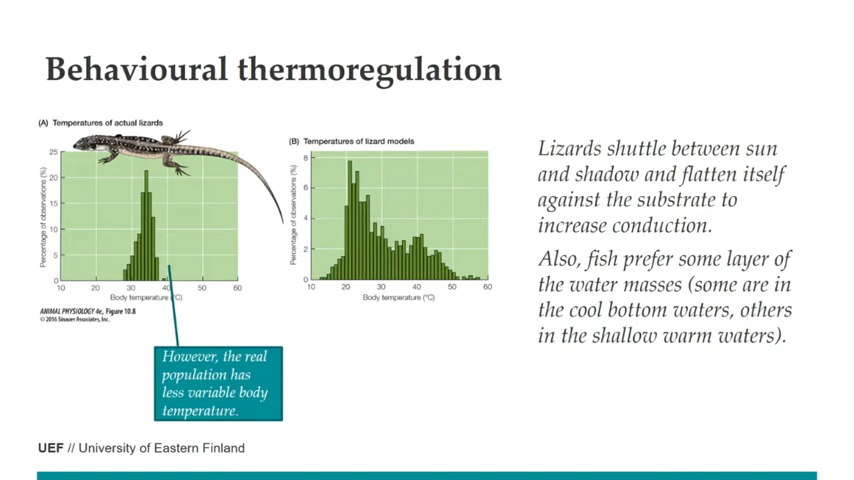 Behavioural thermoregulation
(A) Temperatures of actual lizards
25
20
15
10
5
0
Percentage of observations (%)
10 20 30 40 50 60
Body temperature (°C)
ANIMAL PHYSIOLOGY 4e, Figure 10.8
© 2016 Sinauer Associates, Inc.
(B) Temperatures of lizard models
8
6
4
2
0
Percentage of observations (%)
10 20 30 40 50 60
Body temperature (°C)
However, the real
population has
less variable body
temperature.
Lizards shuttle between sun
and shadow and flatten itself
against the substrate to
increase conduction.
Also, fish prefer some layer of
the water masses (some are in
the cool bottom waters, others
in the shallow warm waters).
UEF // University of Eastern Finland